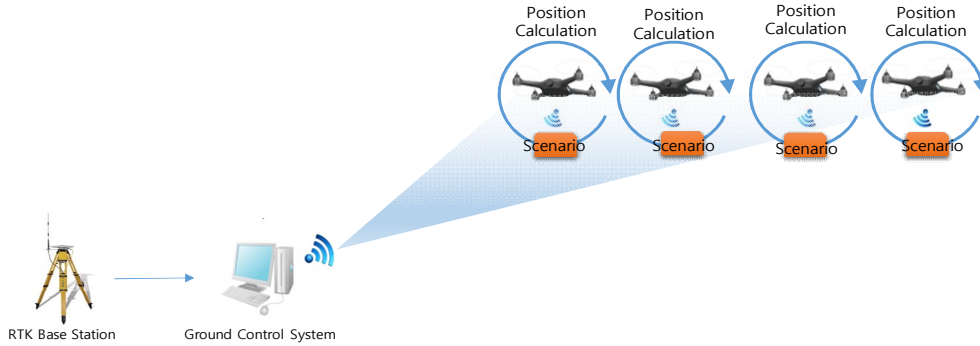 Position
Calculation
Position
Calculation
Position
Calculation
Position
Calculation
Scenario
Scenario
Scenario
Scenario
RTK Base Station
Ground Control System